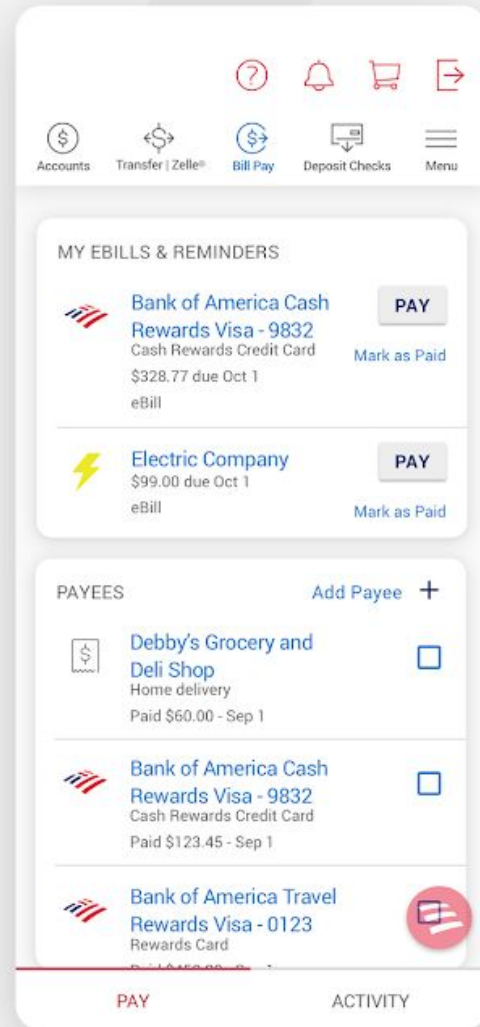 Accounts
Transfer | Zelle®
Bill Pay
Deposit Checks
Menu
MY EBILLS & REMINDERS
Bank of America Cash
Rewards Visa - 9832
Cash Rewards Credit Card
$328.77 due Oct 1
eBill
PAY
Mark as Paid
Electric Company
$99.00 due Oct 1
eBill
PAY
Mark as Paid
PAYEES
Add Payee +
Debby's Grocery and
Deli Shop
Home delivery
Paid $60.00 - Sep 1
Bank of America Cash
Rewards Visa - 9832
Cash Rewards Credit Card
Paid $123.45 - Sep 1
Bank of America Travel
Rewards Visa - 0123
Rewards Card
PAY
ACTIVITY